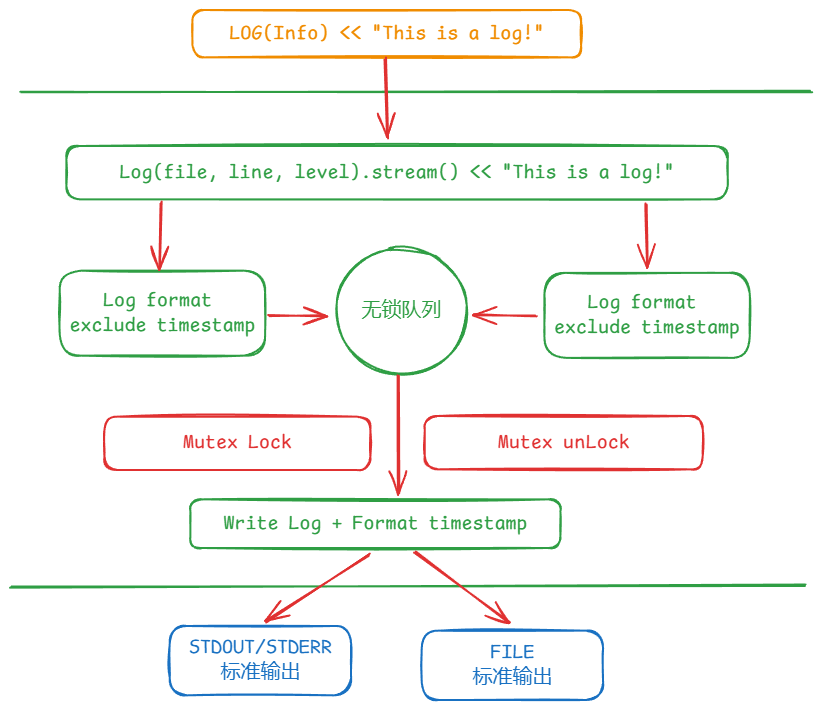 LOG(Info) << "This is a log!"
Log(file, line, level).stream() << "This is a log!"
Log format
exclude timestamp
无锁队列
Log format
exclude timestamp
Mutex Lock
Mutex unLock
Write Log + Format timestamp
STDOUT/STDERR
标准输出
FILE
标准输出